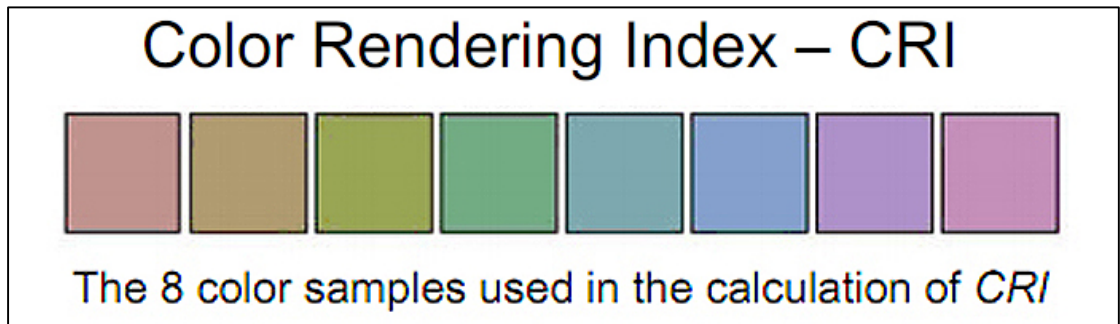 Color Rendering Index – CRI
The 8 color samples used in the calculation of CRI